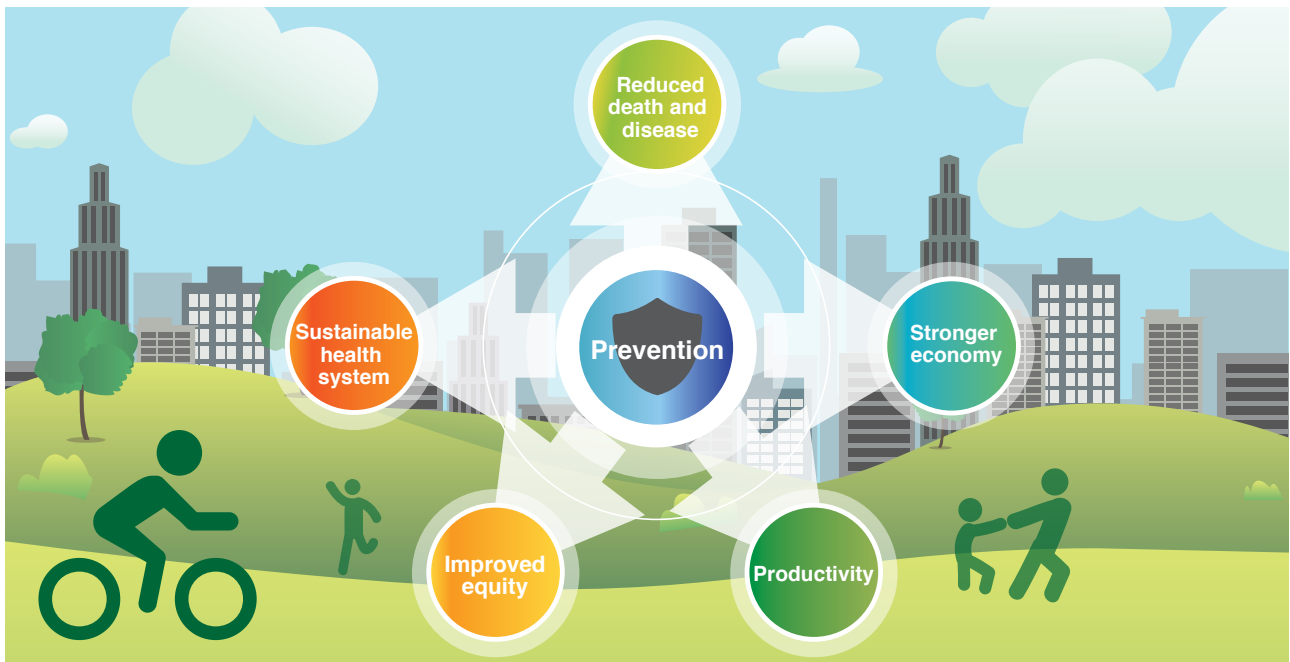 Reduced
death and
disease
Sustainable
health
system
Prevention
Stronger
economy
Improved
equity
Productivity